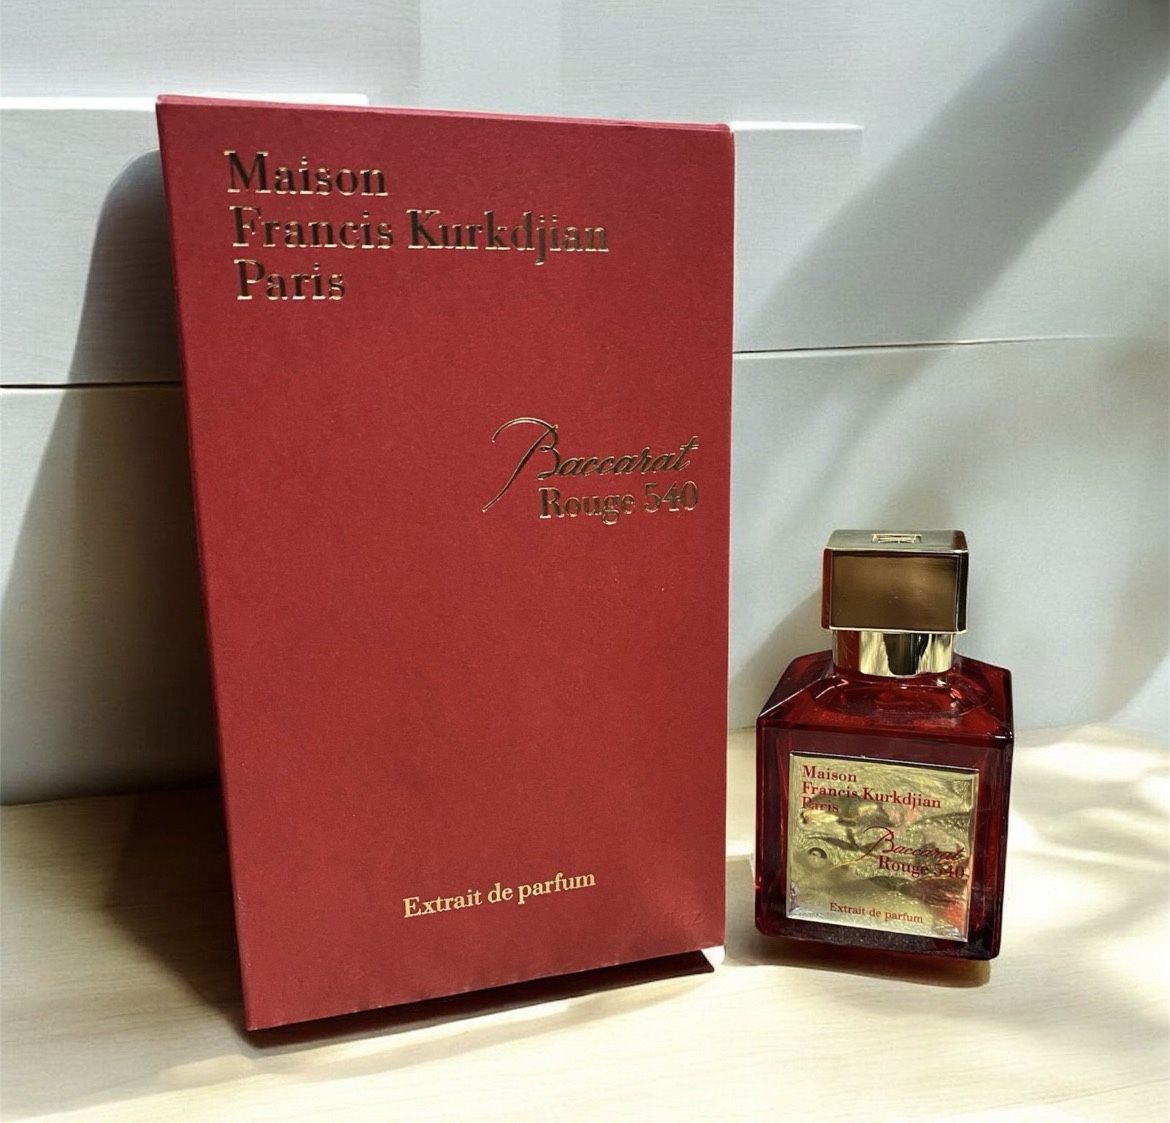 Maison
Francis Kurkdjian
Paris
Baccarat
Rouge 540
Extrait de parfum
Maison
Francis Kurkdjian
Paris
Baccarat
Rouge 540
Extrait de parfum